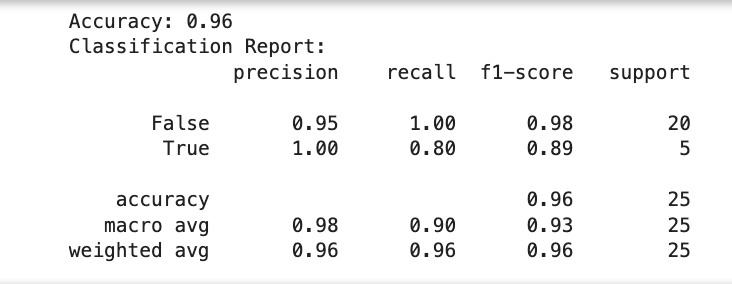 Accuracy: 0.96
Classification Report:
precision recall f1-score support
False 0.95 1.00 0.98 20
True 1.00 0.80 0.89 5
accuracy 0.96 25
macro avg 0.98 0.90 0.93 25
weighted avg 0.96 0.96 0.96 25